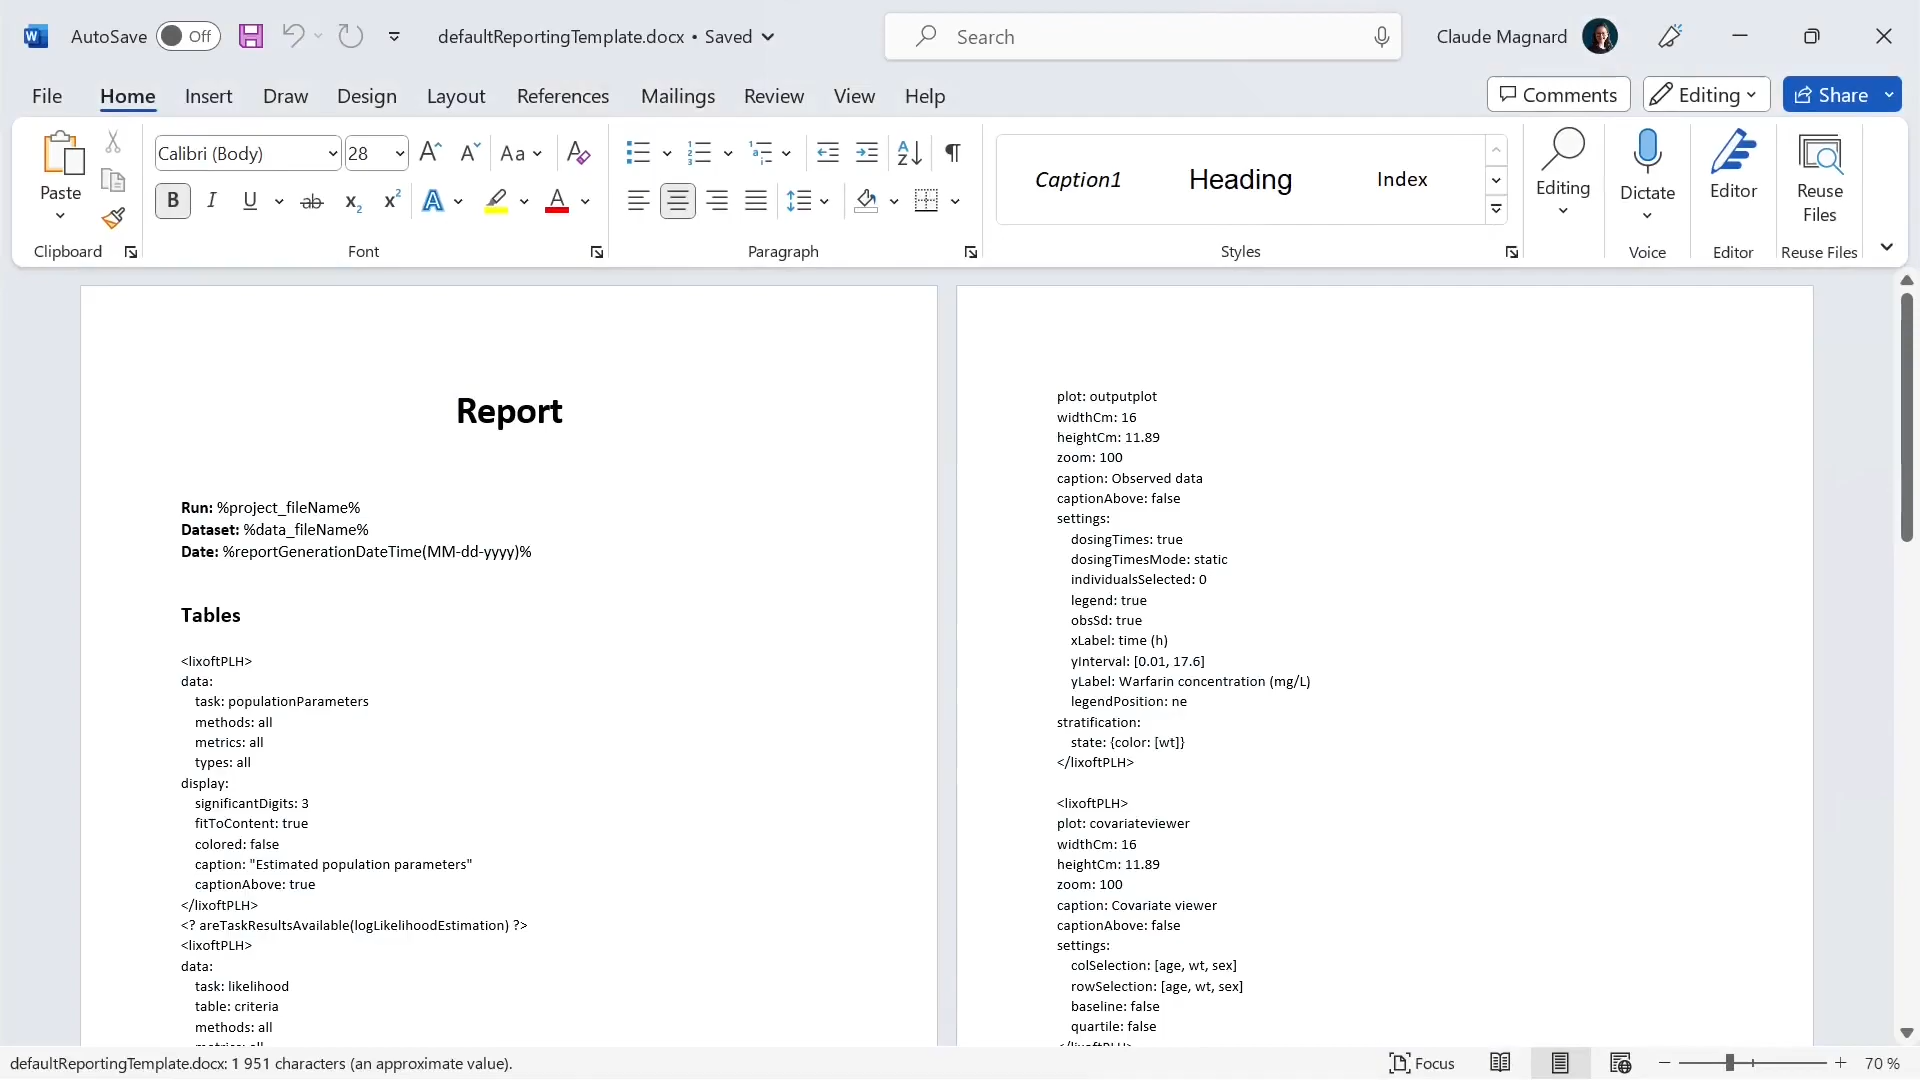 AutoSave Off defaultReportingTemplate.docx • Saved Search Claude Magnard
File Home Insert Draw Design Layout References Mailings Review View Help Comments Editing Share
Paste
Calibri (Body) 28 Aa
Caption1 Heading Index
Editing
Dictate
Editor
Reuse
Files
Clipboard Font Paragraph Styles Voice Editor Reuse Files
Report
Run: %project_fileName%
Dataset: %data_fileName%
Date: %reportGenerationDateTime(MM-dd-yyyy)%
Tables
<lixoftPLH>
data:
task: populationParameters
methods: all
metrics: all
types: all
display:
significantDigits: 3
fitToContent: true
colored: false
caption: "Estimated population parameters"
captionAbove: true
</lixoftPLH>
<? areTaskResultsAvailable(logLikelihoodEstimation) ?>
<lixoftPLH>
data:
task: likelihood
table: criteria
methods: all
plot: outputplot
widthCm: 16
heightCm: 11.89
zoom: 100
caption: Observed data
captionAbove: false
settings:
dosingTimes: true
dosingTimesMode: static
individualsSelected: 0
legend: true
obsSd: true
xLabel: time (h)
yInterval: [0.01, 17.6]
yLabel: Warfarin concentration (mg/L)
legendPosition: ne
stratification:
state: {color: [wt]}
</lixoftPLH>
<lixoftPLH>
plot: covariateviewer
widthCm: 16
heightCm: 11.89
zoom: 100
caption: Covariate viewer
captionAbove: false
settings:
colSelection: [age, wt, sex]
rowSelection: [age, wt, sex]
baseline: false
quartile: false
defaultReportingTemplate.docx: 1 951 characters (an approximate value). Focus 70 %